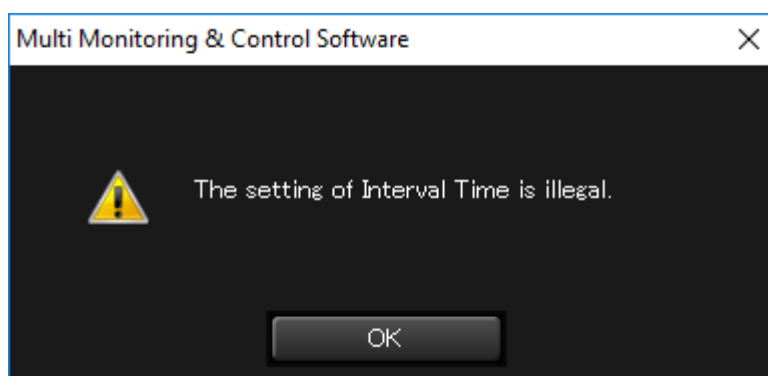 Multi Monitoring & Control Software
The setting of Interval Time is illegal.
OK